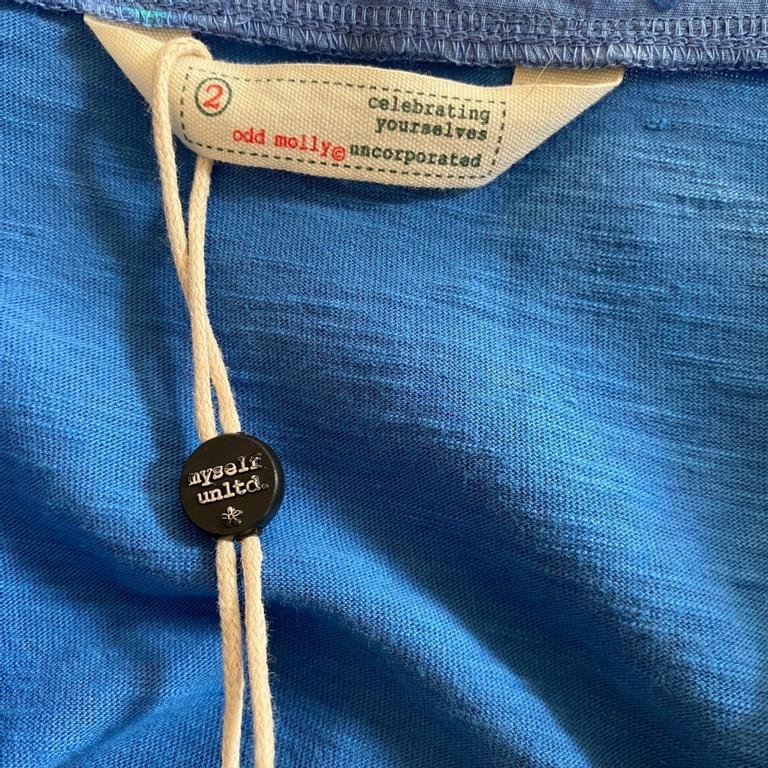 2
celebrating
yourselves
odd molly© uncorporated
myself
unltd.